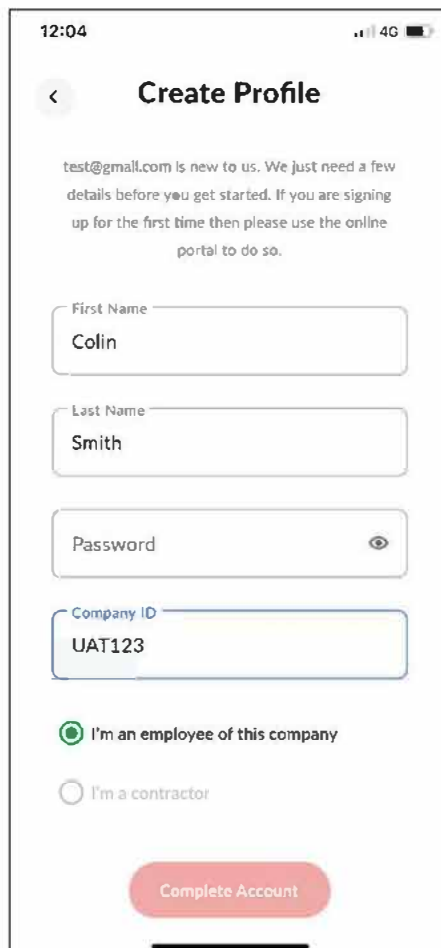 12:04
4G
Create Profile
test@gmail.com is new to us. We just need a few
details before you get started. If you are signing
up for the first time then please use the online
portal to do so.
First Name
Colin
Last Name
Smith
Password
Company ID
UAT123
I'm an employee of this company
I'm a contractor
Complete Account